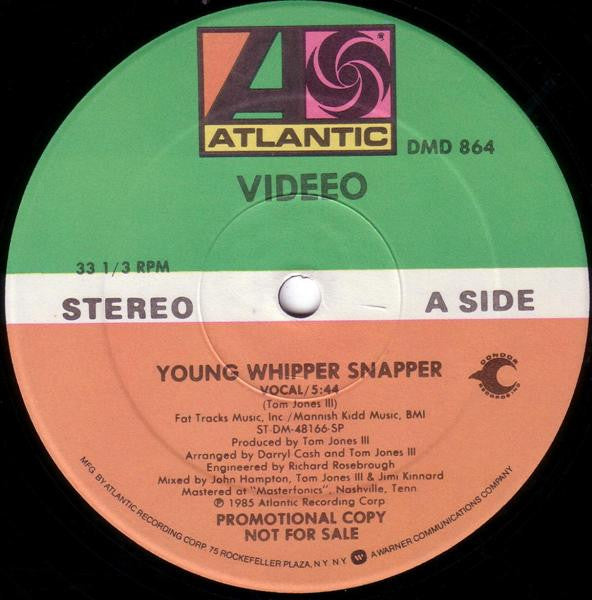 ATLANTIC
DMD 864
VIDEEO
33 1/3 RPM
STEREO
A SIDE
YOUNG WHIPPER SNAPPER
VOCAL/5:44
(Tom Jones III)
Fat Tracks Music, Inc /Mannish Kidd Music, BMI
ST-DM-48166-SP
Produced by Tom Jones III
Arranged by Darryl Cash and Tom Jones III
Engineered by Richard Rosebrough
Mixed by John Hampton, Tom Jones III & Jimi Kinnard
Mastered at "Masterfonics", Nashville, Tenn
℗ 1985 Atlantic Recording Corp
PROMOTIONAL COPY
NOT FOR SALE
CONDOR
MFG BY ATLANTIC RECORDING CORP. 75 ROCKEFELLER PLAZA, N.Y. N.Y. A WARNER COMMUNICATIONS COMPANY